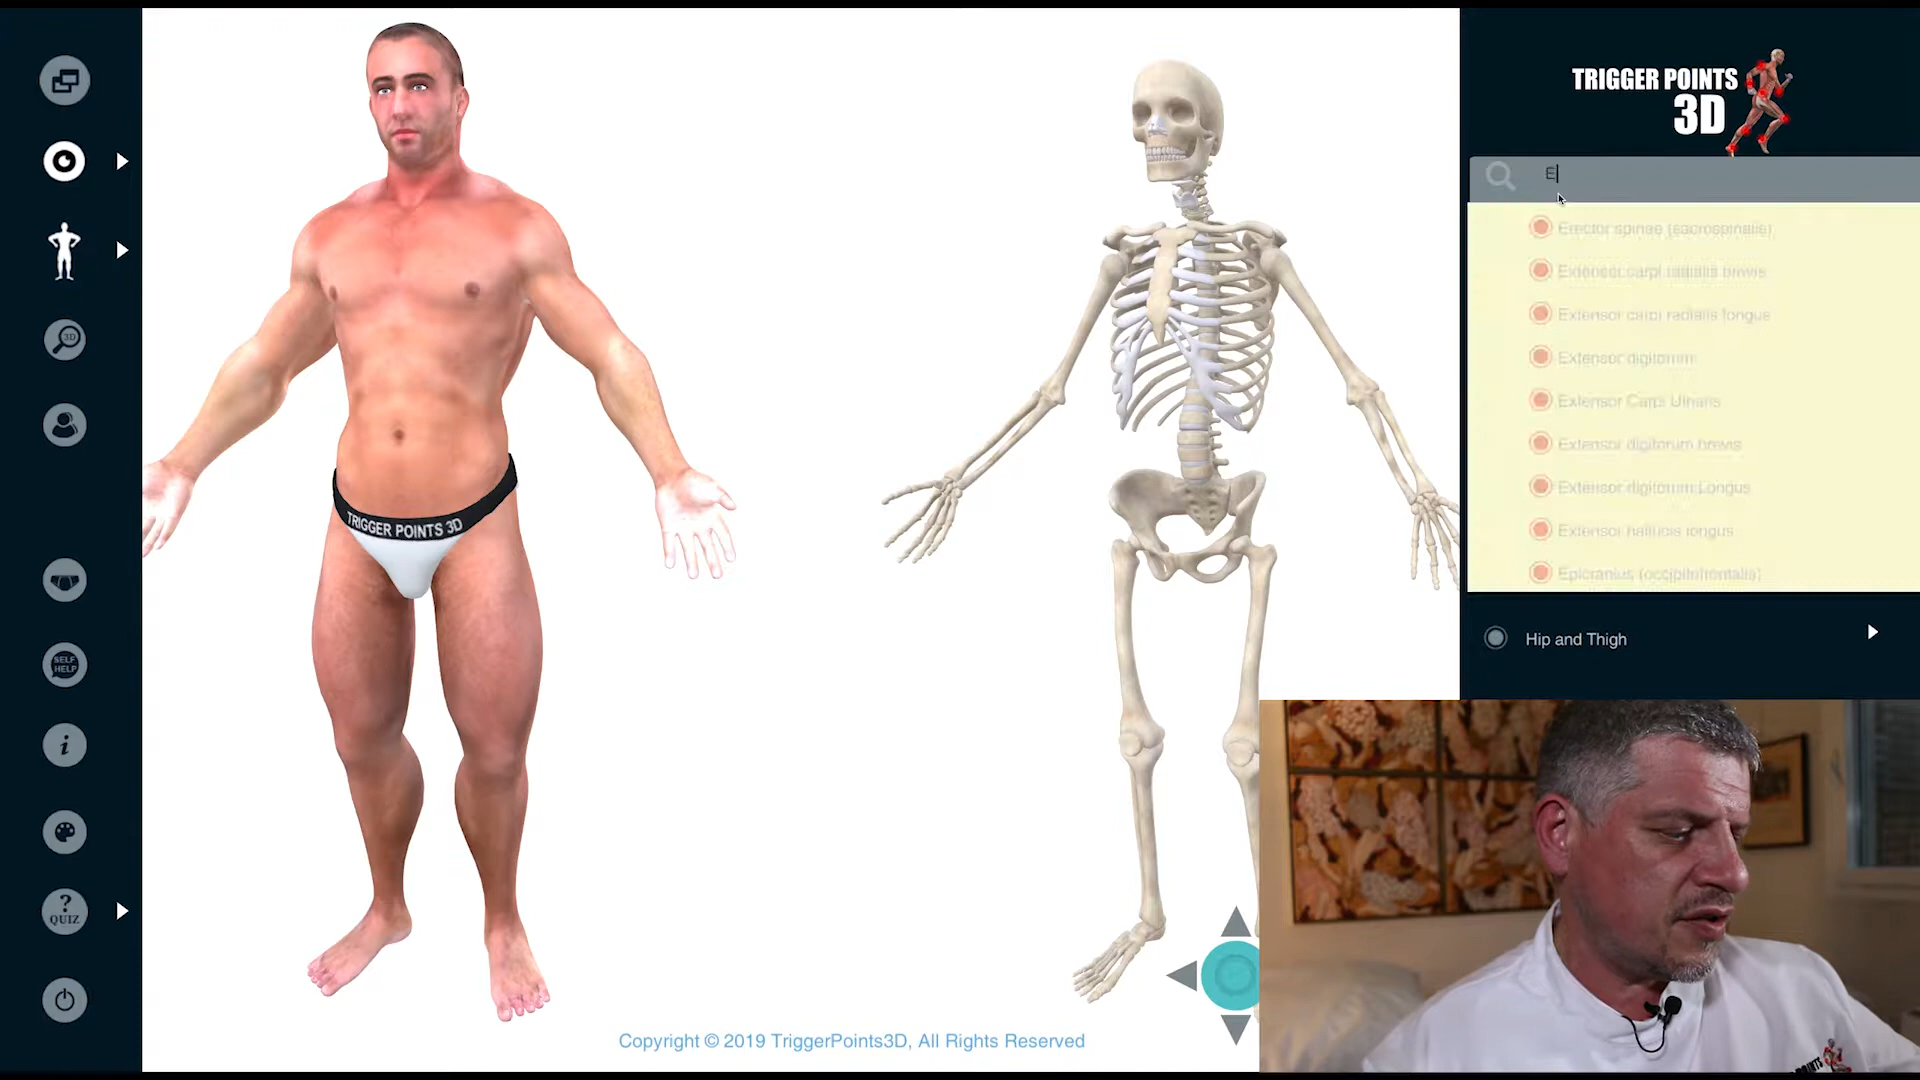 TRIGGER POINTS
3D
E
Erector spinae (sacrospinalis)
Extensor carpi radialis brevis
Extensor carpi radialis longus
Extensor digitorum
Extensor Carpi Ulnaris
Extensor digitorum brevis
Extensor digitorum Longus
Extensor hallucis longus
Epicranius (occipitofrontalis)
Hip and Thigh
3D
TRIGGER POINTS 3D
SELF
HELP
i
?
QUIZ
Copyright © 2019 TriggerPoints3D, All Rights Reserved